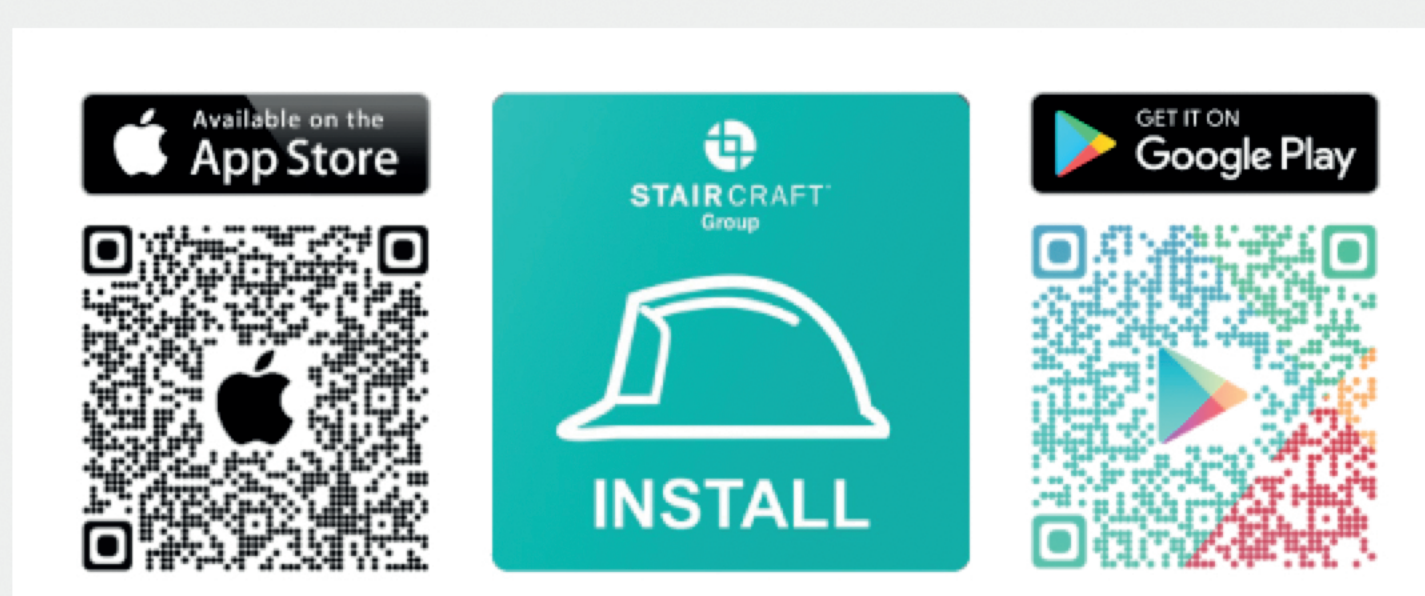 Available on the
App Store
STAIRCRAFT
Group
INSTALL
GET IT ON
Google Play